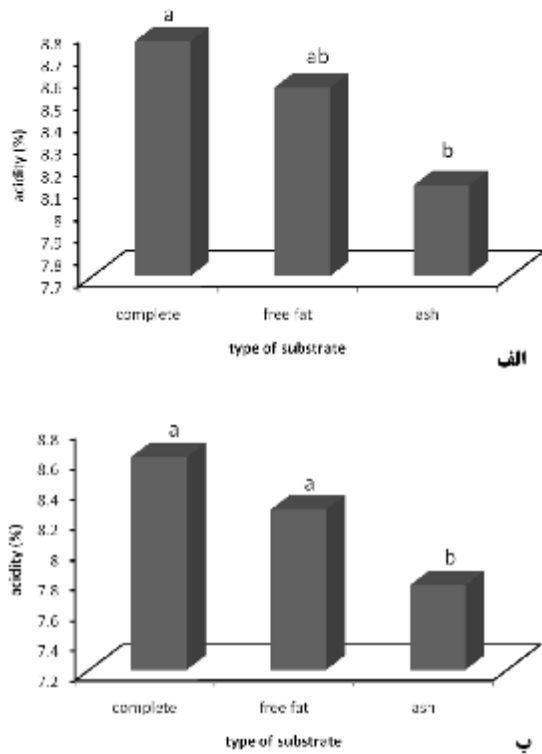 a
ab
b
acidity (%)
8.8
8.7
8.6
8.5
8.4
8.3
8.2
8.1
8
7.9
7.8
7.7
complete
free fat
ash
type of substrate
الف
a
a
b
acidity (%)
8.8
8.6
8.4
8.2
8
7.8
7.6
7.4
7.2
complete
free fat
ash
type of substrate
ب